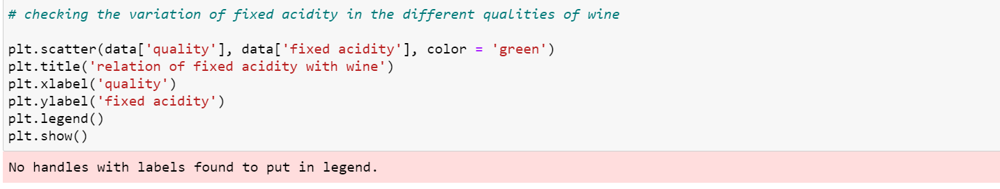 # checking the variation of fixed acidity in the different qualities of wine
plt.scatter(data['quality'], data['fixed acidity'], color = 'green')
plt.title('relation of fixed acidity with wine')
plt.xlabel('quality')
plt.ylabel('fixed acidity')
plt.legend()
plt.show()
No handles with labels found to put in legend.